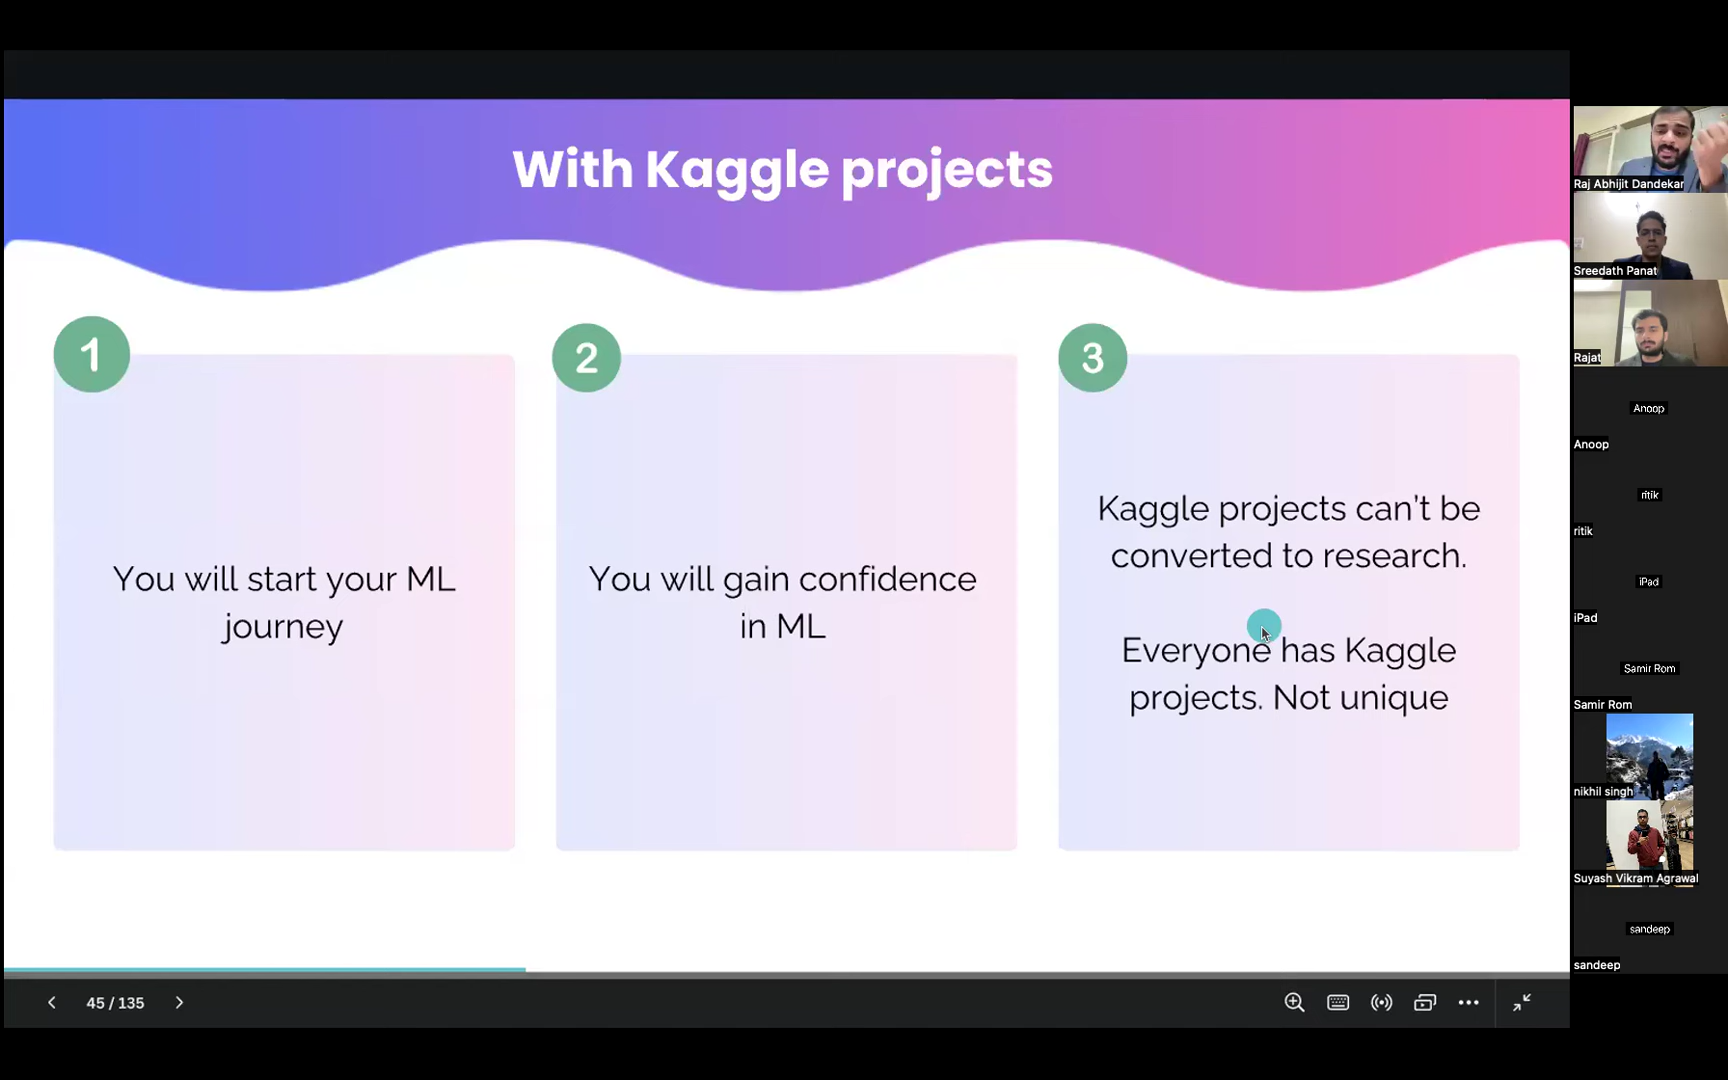 With Kaggle projects
1
You will start your ML
journey
2
You will gain confidence
in ML
3
Kaggle projects can't be
converted to research.
Everyone has Kaggle
projects. Not unique
45 / 135
Raj Abhijit Dandekar
Sreedath Panat
Rajat
Anoop
Anoop
ritik
ritik
iPad
iPad
Samir Rom
Samir Rom
nikhil singh
Suyash Vikram Agrawal
sandeep
sandeep